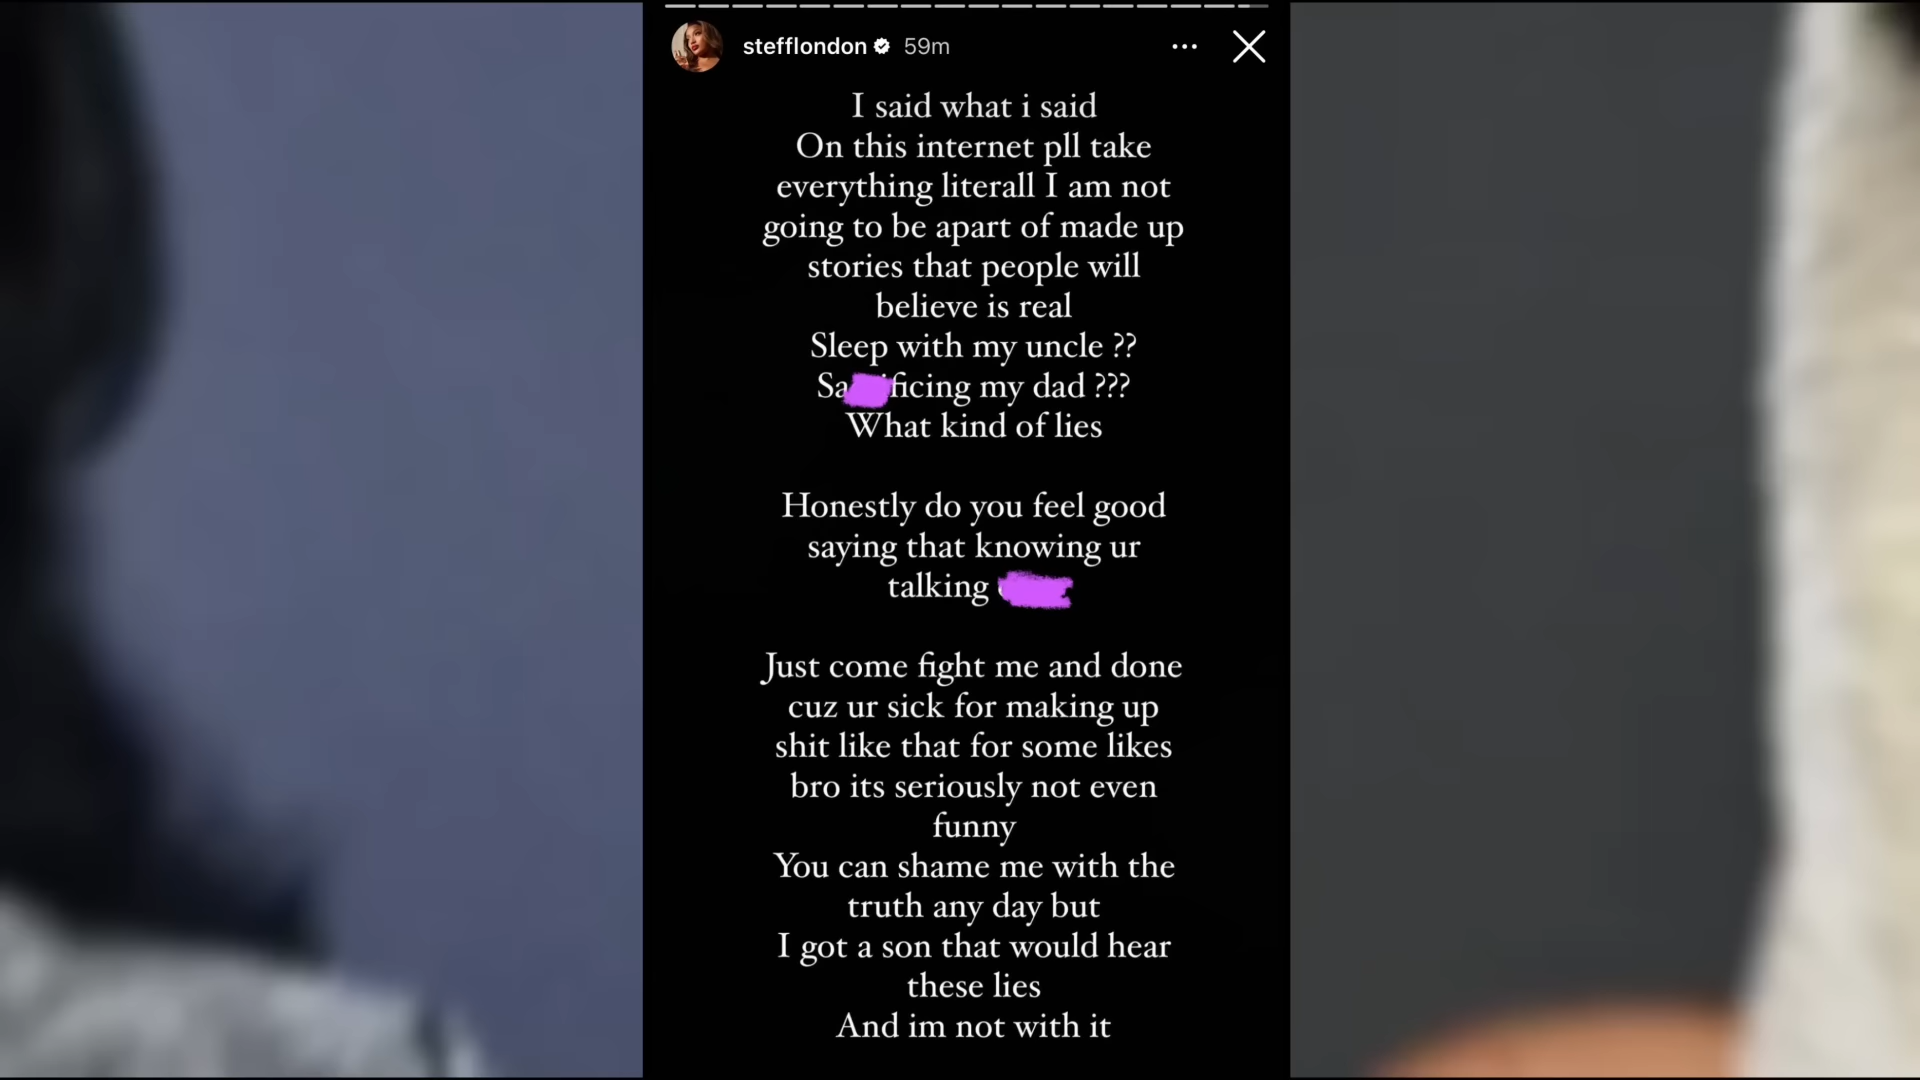 stefflondon 59m
I said what i said
On this internet pll take
everything literall I am not
going to be apart of made up
stories that people will
believe is real
Sleep with my uncle ??
Sa ificing my dad ???
What kind of lies
Honestly do you feel good
saying that knowing ur
talking
Just come fight me and done
cuz ur sick for making up
shit like that for some likes
bro its seriously not even
funny
You can shame me with the
truth any day but
I got a son that would hear
these lies
And im not with it